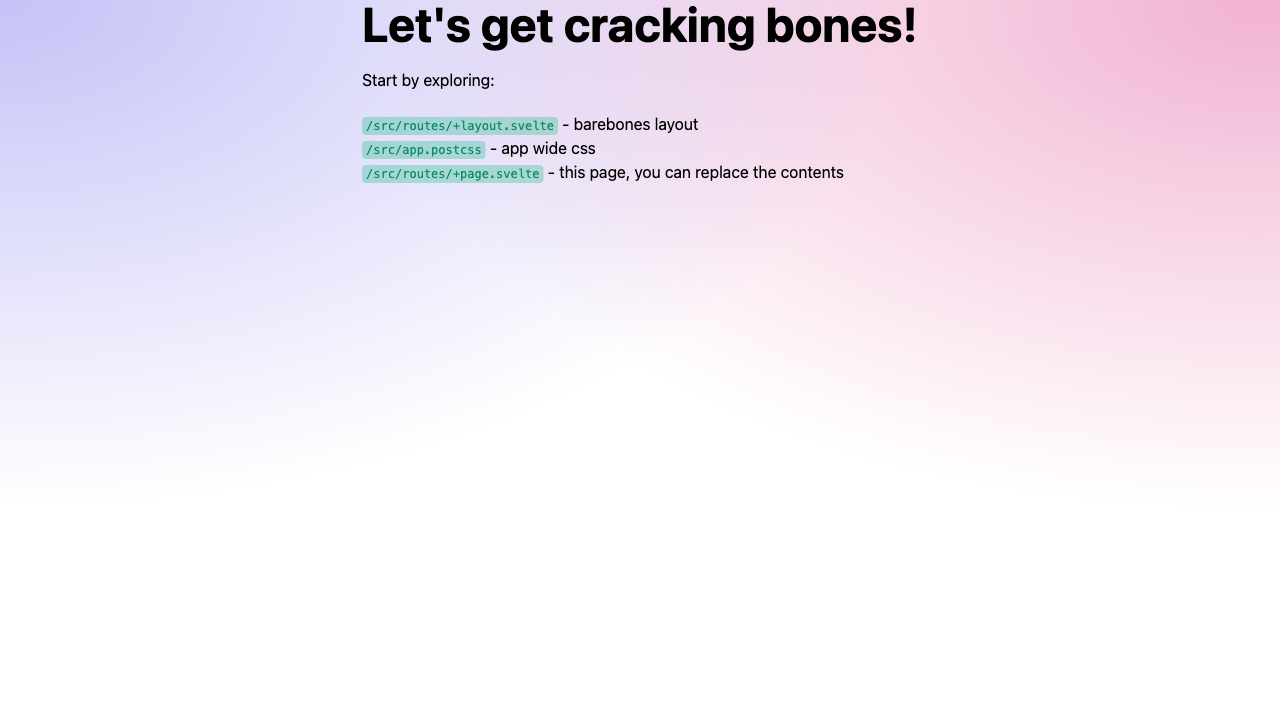 Let's get cracking bones!
Start by exploring:
/src/routes/+layout.svelte - barebones layout
/src/app.postcss - app wide css
/src/routes/+page.svelte - this page, you can replace the contents